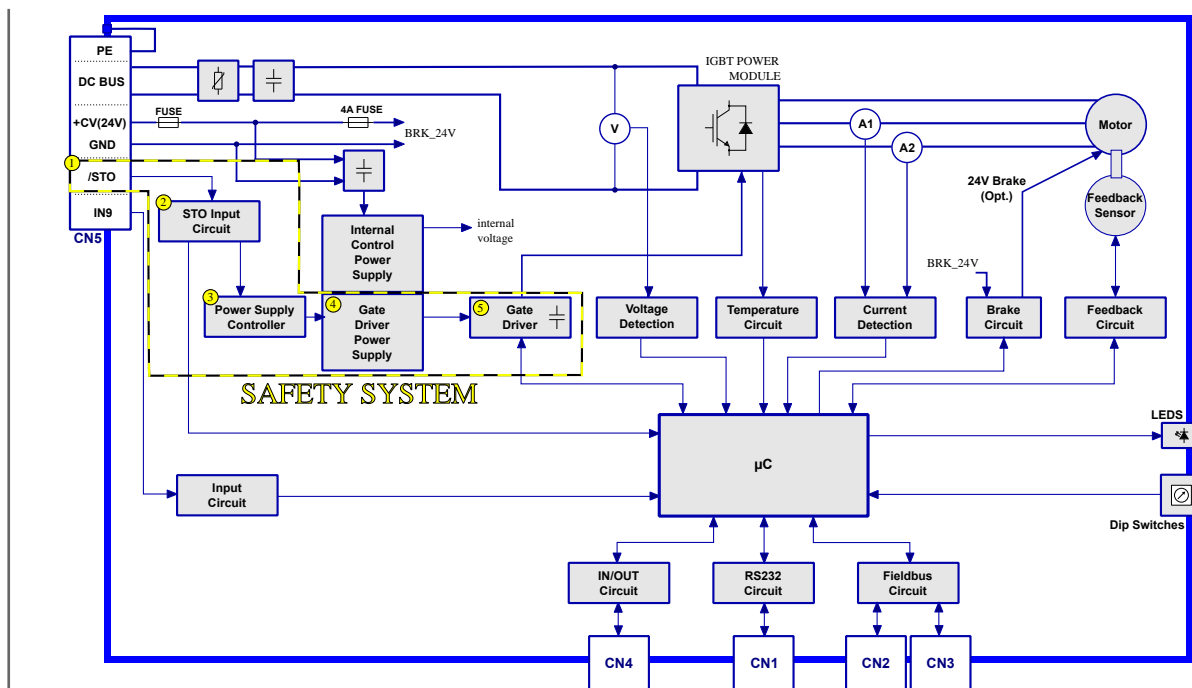 PE
DC BUS
+CV(24V)
GND
/STO
IN9
CN5
FUSE
4A FUSE
BRK_24V
IGBT POWER
MODULE
V
A1
A2
Motor
24V Brake
(Opt.)
Feedback
Sensor
1
2
STO Input
Circuit
Internal
Control
Power
Supply
internal
voltage
BRK_24V
3
Power Supply
Controller
4
Gate
Driver
Power
Supply
5
Gate
Driver
Voltage
Detection
Temperature
Circuit
Current
Detection
Brake
Circuit
Feedback
Circuit
SAFETY SYSTEM
µC
LEDS
Dip Switches
Input
Circuit
IN/OUT
Circuit
RS232
Circuit
Fieldbus
Circuit
CN4
CN1
CN2
CN3